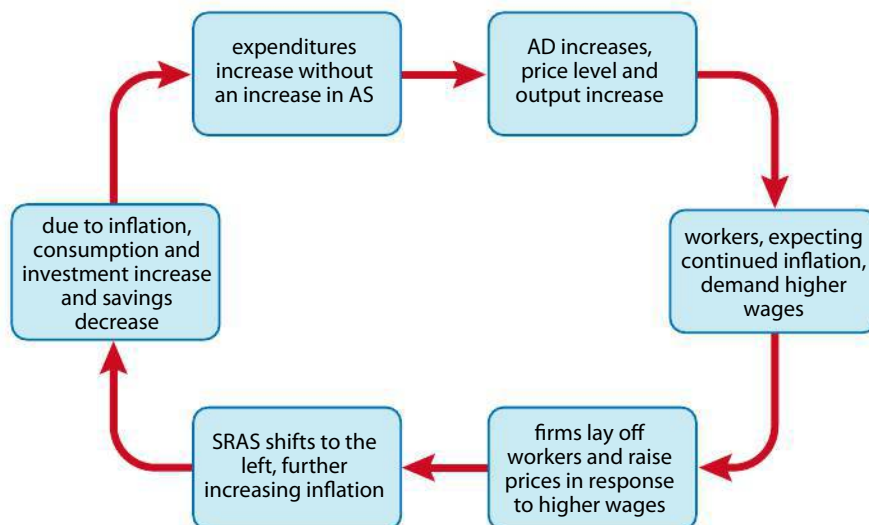 expenditures
increase without
an increase in AS
AD increases,
price level and
output increase
workers, expecting
continued inflation,
demand higher
wages
firms lay off
workers and raise
prices in response
to higher wages
SRAS shifts to the
left, further
increasing inflation
due to inflation,
consumption and
investment increase
and savings
decrease